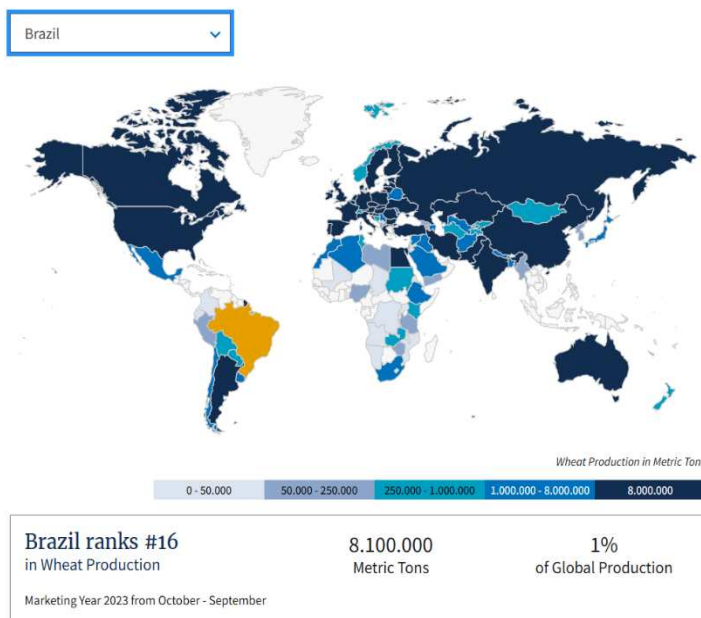 Brazil
Wheat Production in Metric Ton
0 - 50.000
50.000 - 250.000
250.000 - 1.000.000
1.000.000 - 8.000.000
8.000.000
Brazil ranks #16
in Wheat Production
8.100.000
Metric Tons
1%
of Global Production
Marketing Year 2023 from October - September